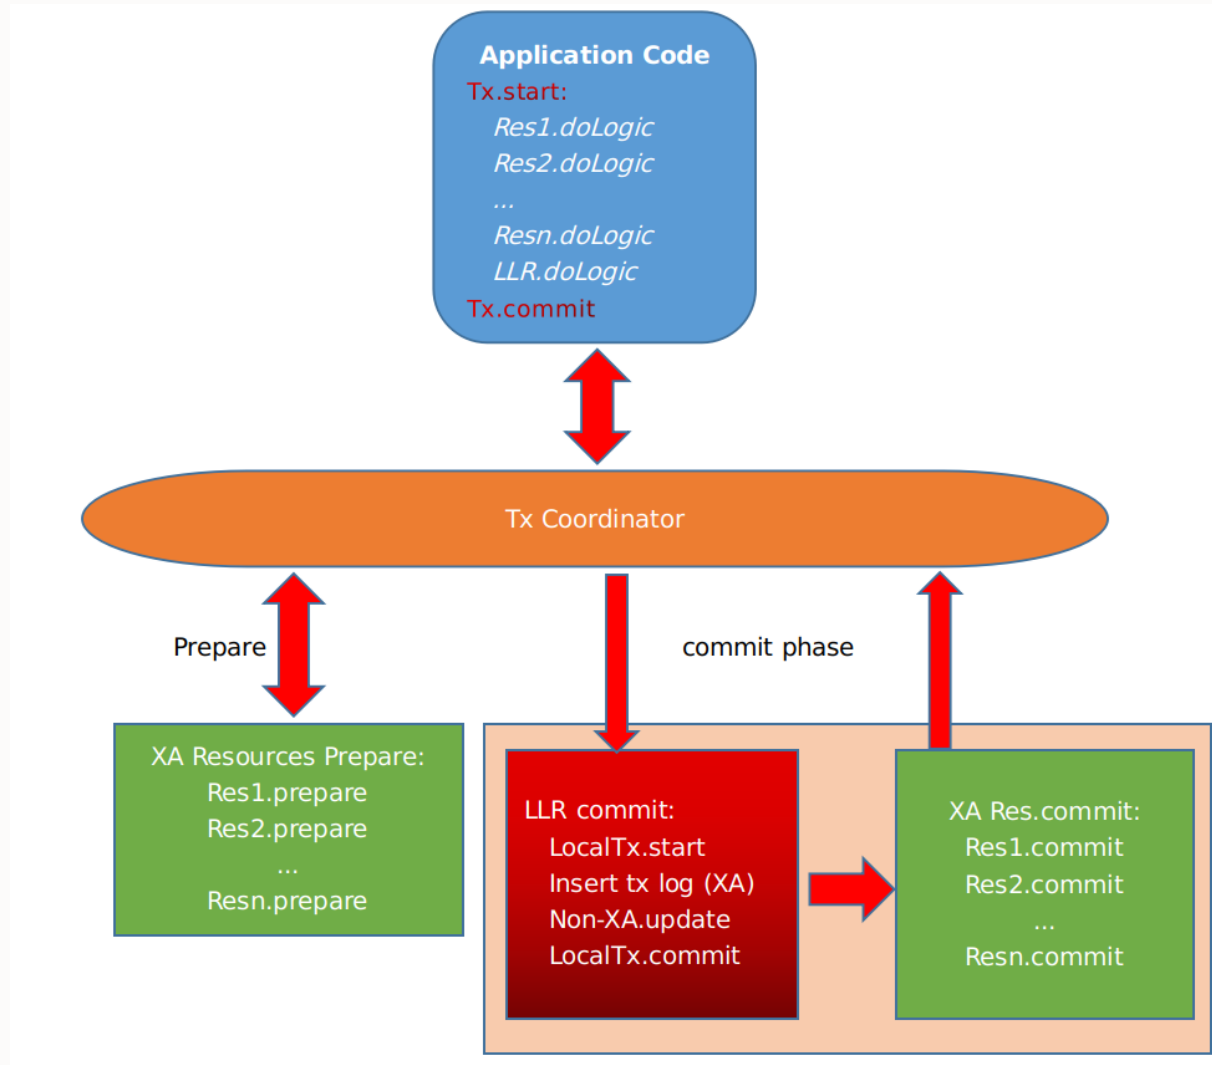 Application Code
Tx.start:
Res1.doLogic
Res2.doLogic
...
Resn.doLogic
LLR.doLogic
Tx.commit
Tx Coordinator
Prepare
commit phase
XA Resources Prepare:
Res1.prepare
Res2.prepare
...
Resn.prepare
LLR commit:
LocalTx.start
Insert tx log (XA)
Non-XA.update
LocalTx.commit
XA Res.commit:
Res1.commit
Res2.commit
...
Resn.commit